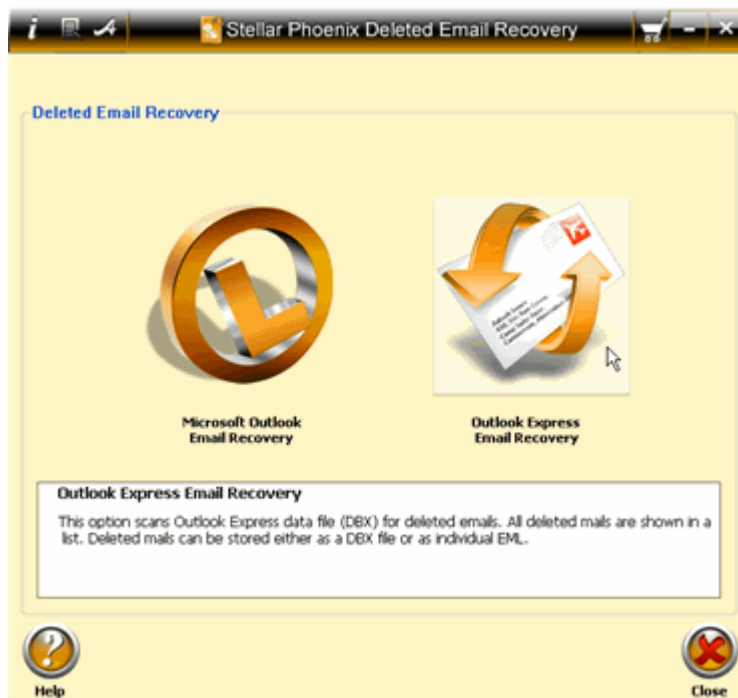 Stellar Phoenix Deleted Email Recovery
Deleted Email Recovery
Microsoft Outlook
Email Recovery
Outlook Express
Email Recovery
Outlook Express Email Recovery
This option scans Outlook Express data file (DBX) for deleted emails. All deleted mails are shown in a
list. Deleted mails can be stored either as a DBX file or as individual EML.
Help
Close